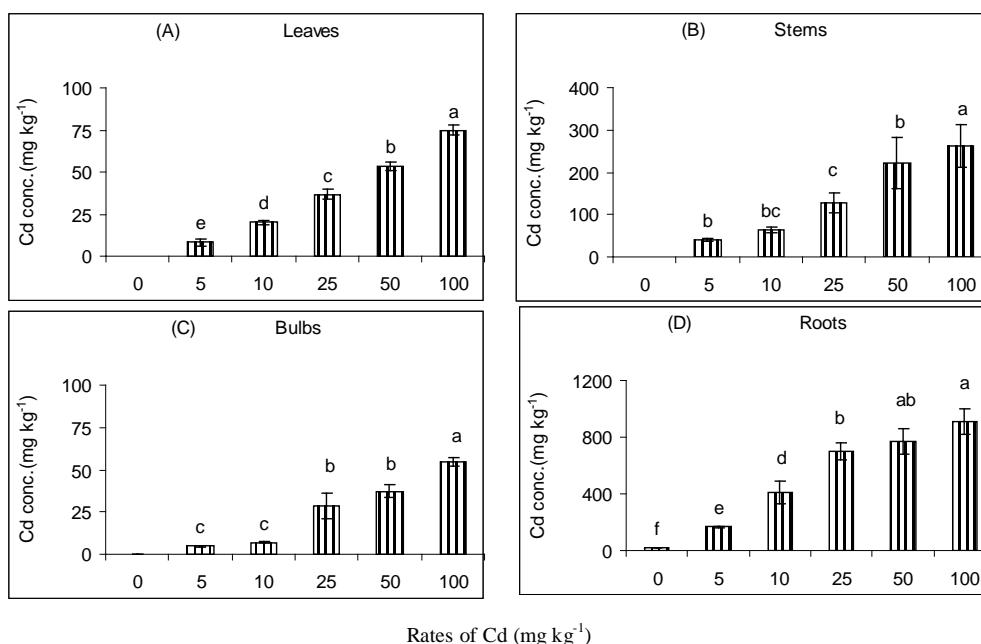 (A) Leaves
Cd conc.(mg kg⁻¹)
100
75
50
25
0
e
d
c
b
a
0 5 10 25 50 100
(B) Stems
Cd conc.(mg kg⁻¹)
400
300
200
100
0
b
bc
c
b
a
0 5 10 25 50 100
(C) Bulbs
Cd conc.(mg kg⁻¹)
100
75
50
25
0
c
c
b
b
a
0 5 10 25 50 100
(D) Roots
Cd conc.(mg kg⁻¹)
1200
800
400
0
f
e
d
b
ab
a
0 5 10 25 50 100
Rates of Cd (mg kg⁻¹)